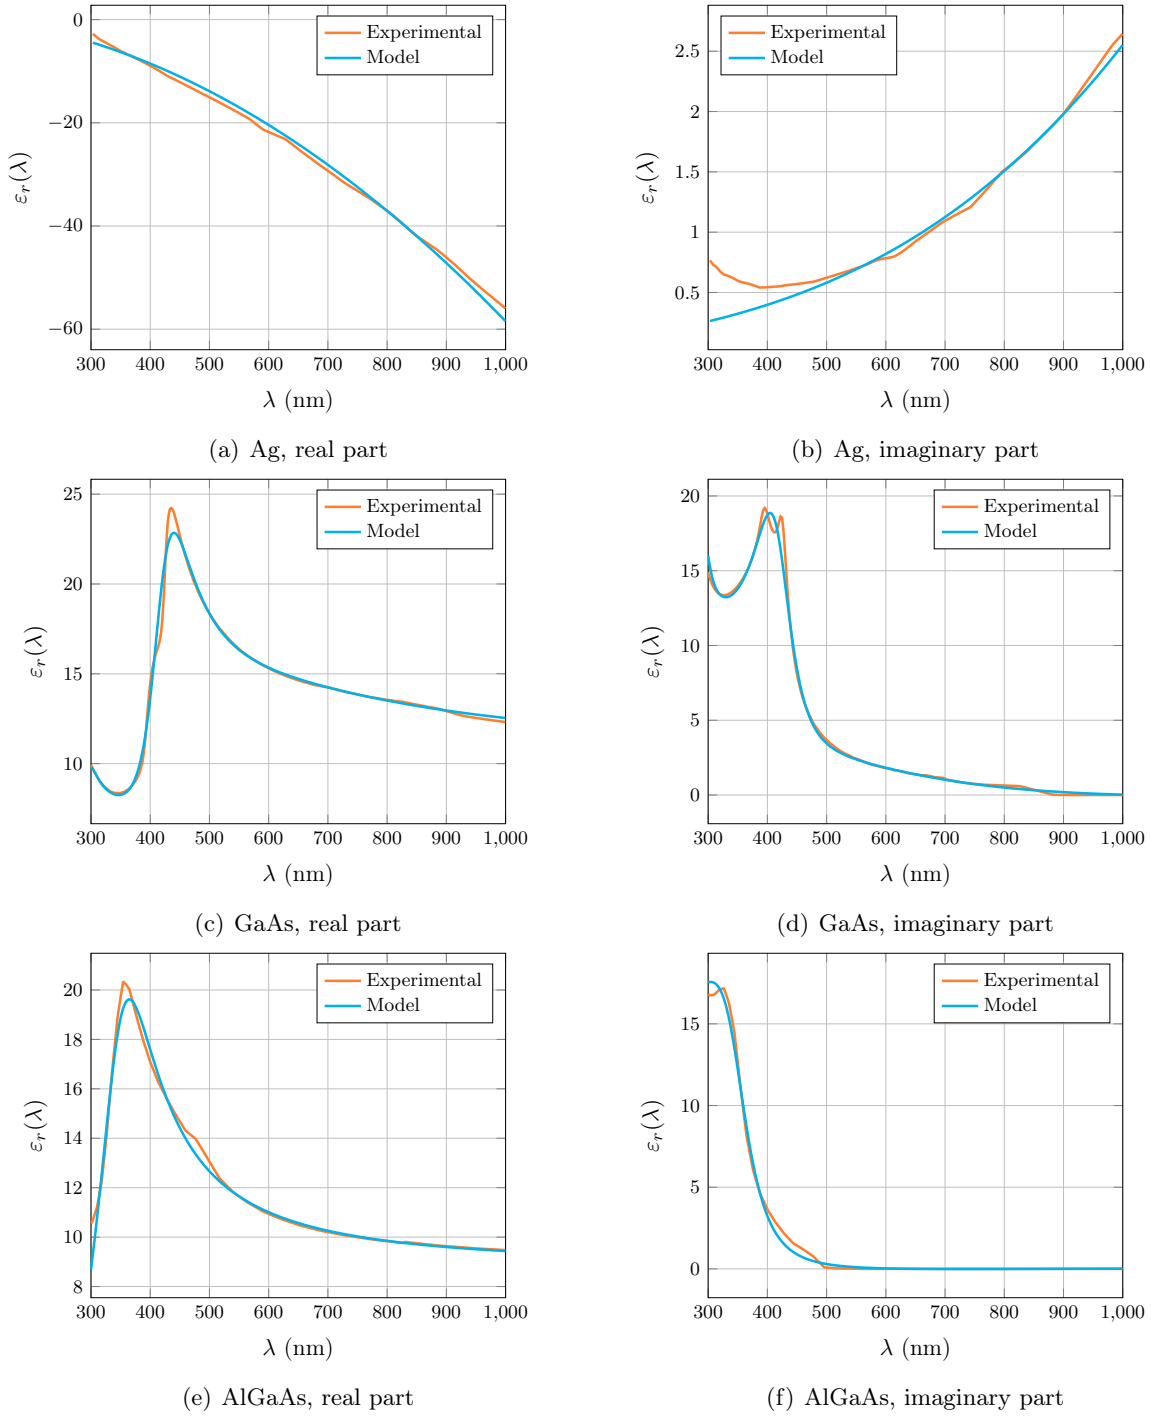 0
−20
−40
−60
300 400 500 600 700 800 900 1,000
λ (nm)
ε_r(λ)
Experimental
Model
(a) Ag, real part
2.5
2
1.5
1
0.5
300 400 500 600 700 800 900 1,000
λ (nm)
ε_r(λ)
Experimental
Model
(b) Ag, imaginary part
25
20
15
10
300 400 500 600 700 800 900 1,000
λ (nm)
ε_r(λ)
Experimental
Model
(c) GaAs, real part
20
15
10
5
0
300 400 500 600 700 800 900 1,000
λ (nm)
ε_r(λ)
Experimental
Model
(d) GaAs, imaginary part
20
18
16
14
12
10
8
300 400 500 600 700 800 900 1,000
λ (nm)
ε_r(λ)
Experimental
Model
(e) AlGaAs, real part
15
10
5
0
300 400 500 600 700 800 900 1,000
λ (nm)
ε_r(λ)
Experimental
Model
(f) AlGaAs, imaginary part